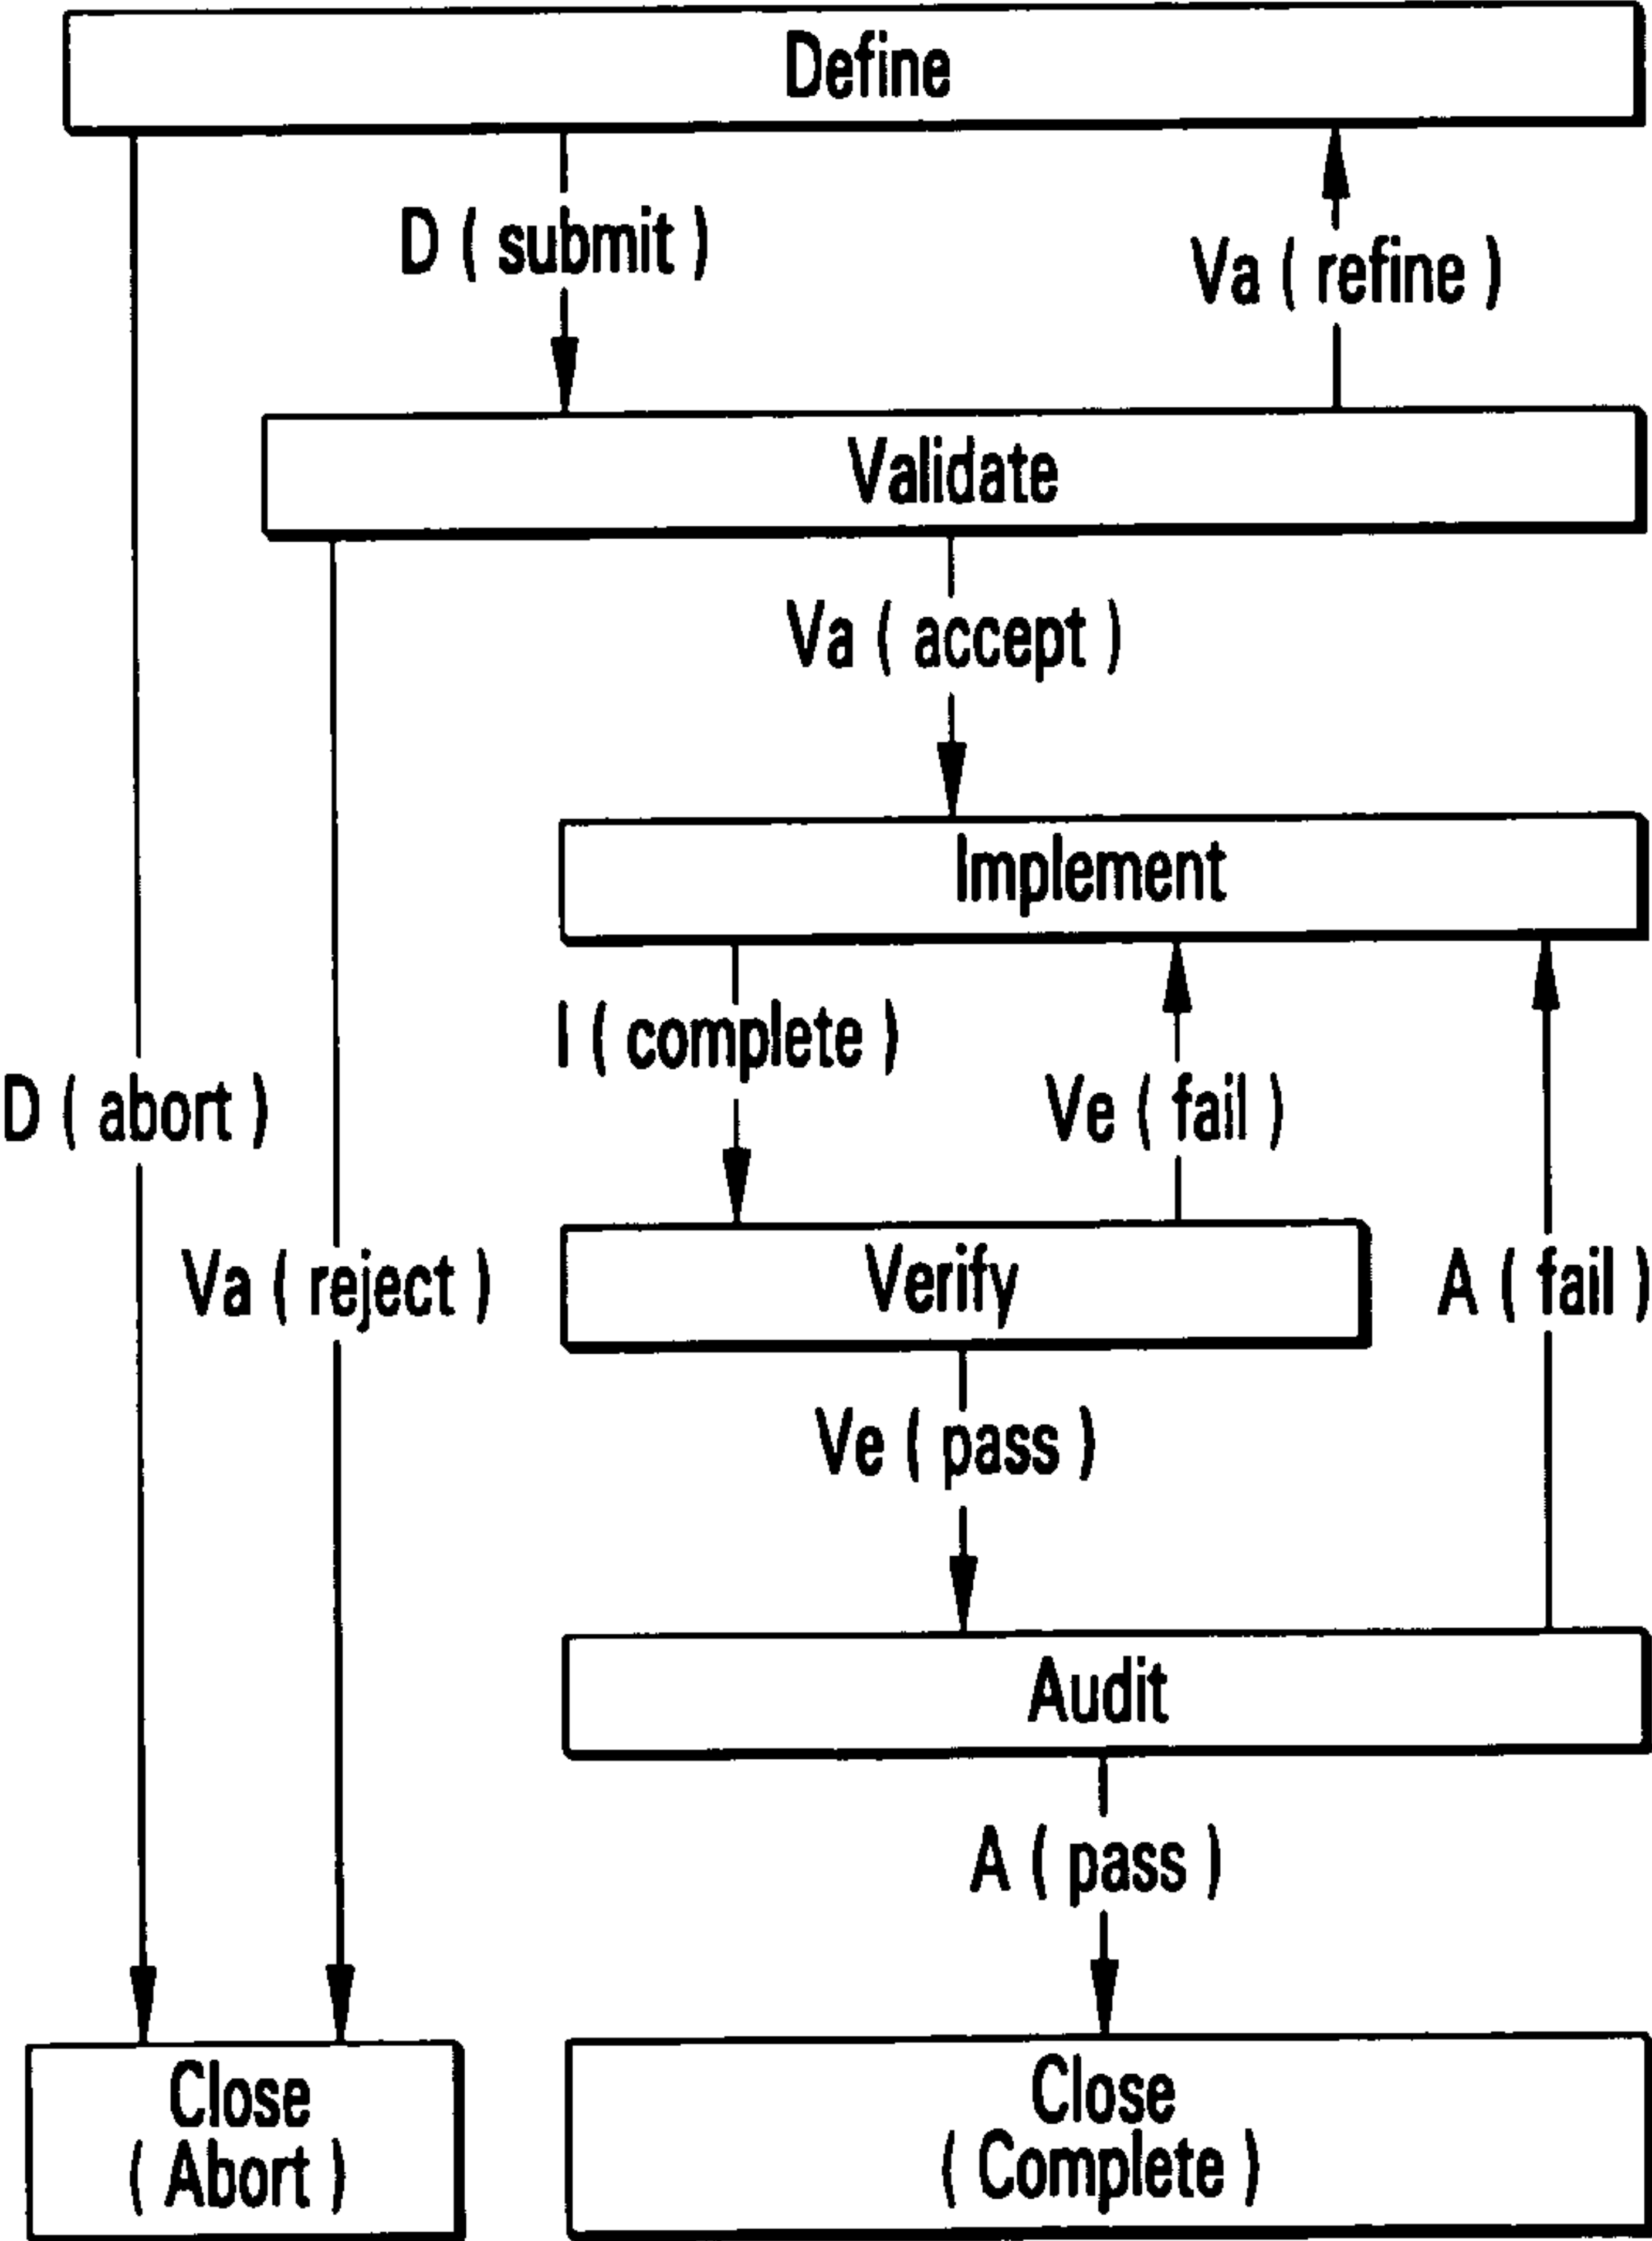 Define
D ( submit )
Va ( refine )
Validate
Va ( accept )
Implement
I ( complete )
D ( abort )
Ve ( fail )
Va ( reject )
Verify
A ( fail )
Ve ( pass )
Audit
A ( pass )
Close
( Abort )
Close
( Complete )